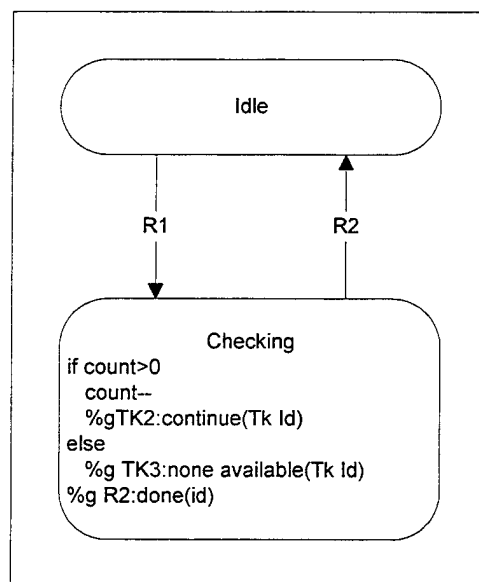 Idle
R1 R2
Checking
if count>0
count--
%gTK2:continue(Tk Id)
else
%g TK3:none available(Tk Id)
%g R2:done(id)